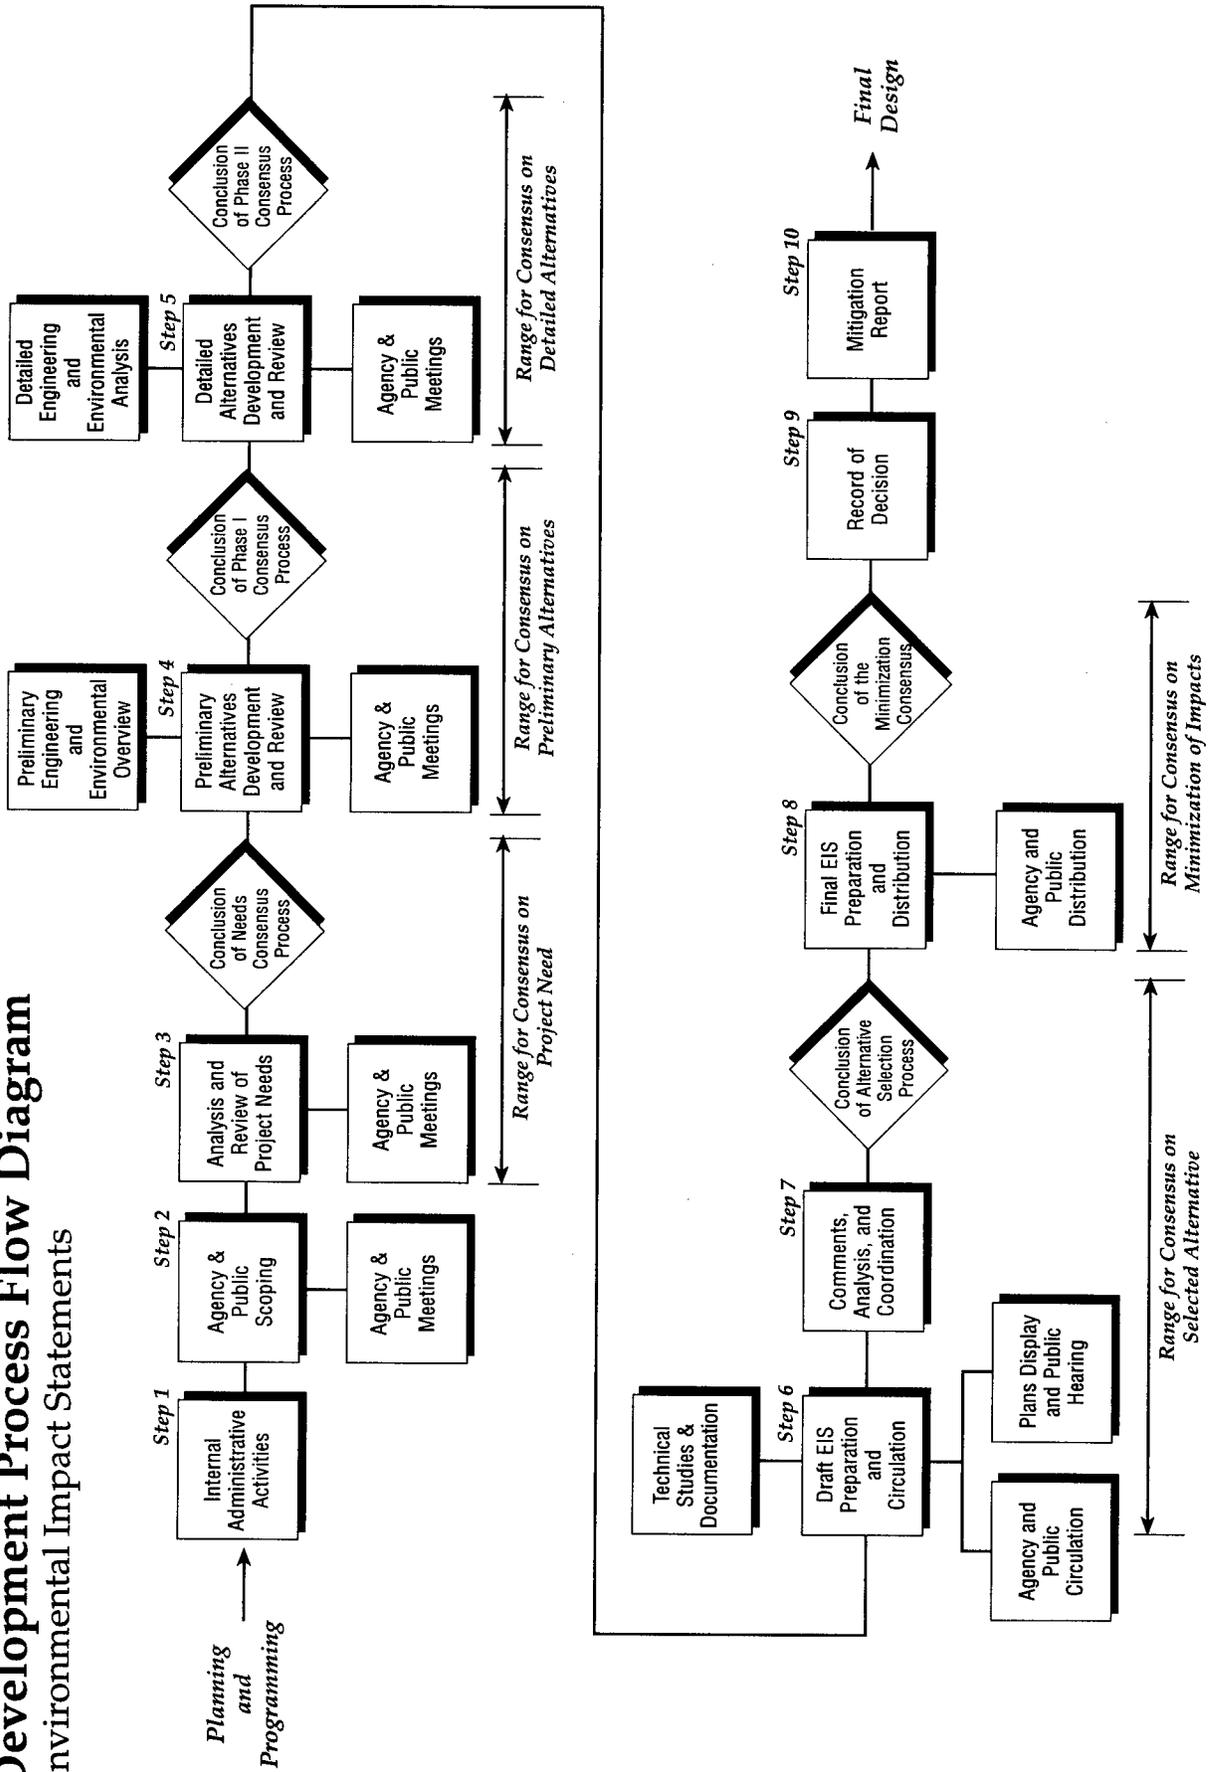 Development Process Flow Diagram
nvironmental Impact Statements
Planning
and
Programming
Step 1
Internal
Administrative
Activities
Step 2
Agency &
Public
Scoping
Agency &
Public
Meetings
Step 3
Analysis and
Review of
Project Needs
Agency &
Public
Meetings
Conclusion
of Needs
Consensus
Process
Range for Consensus on
Project Need
Preliminary
Engineering
and
Environmental
Overview
Step 4
Preliminary
Alternatives
Development
and Review
Agency &
Public
Meetings
Conclusion
of Phase I
Consensus
Process
Range for Consensus on
Preliminary Alternatives
Detailed
Engineering
and
Environmental
Analysis
Step 5
Detailed
Alternatives
Development
and Review
Agency &
Public
Meetings
Conclusion
of Phase II
Consensus
Process
Range for Consensus on
Detailed Alternatives
Technical
Studies &
Documentation
Step 6
Draft EIS
Preparation
and
Circulation
Agency and
Public
Circulation
Plans Display
and Public
Hearing
Step 7
Comments,
Analysis, and
Coordination
Conclusion
of Alternative
Selection
Process
Range for Consensus on
Selected Alternative
Step 8
Final EIS
Preparation
and
Distribution
Agency and
Public
Distribution
Conclusion
of the
Minimization
Consensus
Range for Consensus on
Minimization of Impacts
Step 9
Record of
Decision
Step 10
Mitigation
Report
Final
Design